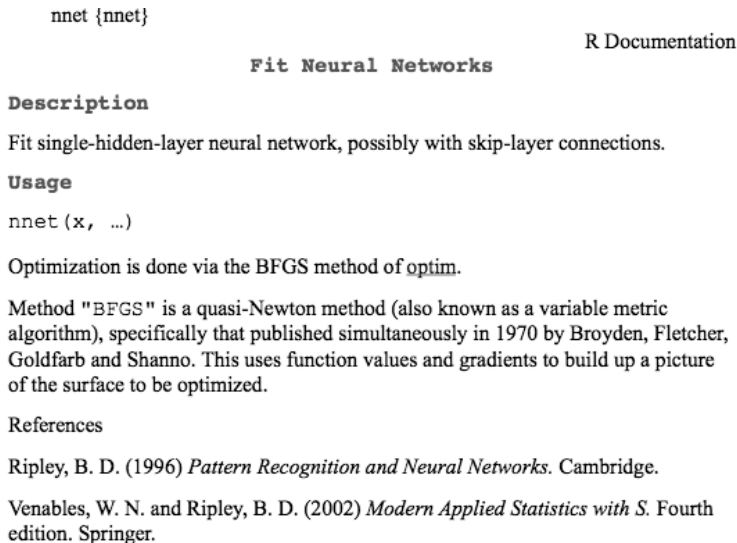 nnet {nnet}
R Documentation
Fit Neural Networks
Description
Fit single-hidden-layer neural network, possibly with skip-layer connections.
Usage
nnet(x, …)
Optimization is done via the BFGS method of optim.
Method "BFGS" is a quasi-Newton method (also known as a variable metric
algorithm), specifically that published simultaneously in 1970 by Broyden, Fletcher,
Goldfarb and Shanno. This uses function values and gradients to build up a picture
of the surface to be optimized.
References
Ripley, B. D. (1996) Pattern Recognition and Neural Networks. Cambridge.
Venables, W. N. and Ripley, B. D. (2002) Modern Applied Statistics with S. Fourth
edition. Springer.